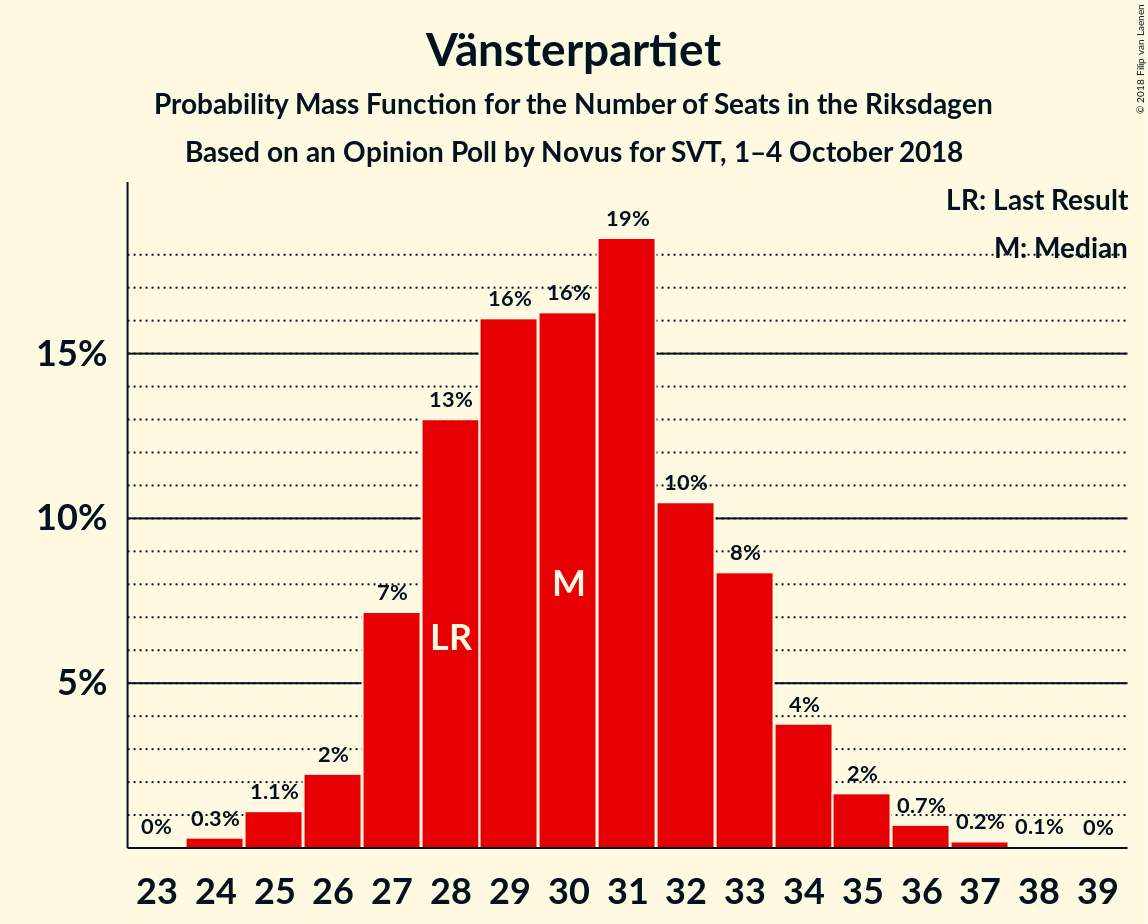 Vänsterpartiet
Probability Mass Function for the Number of Seats in the Riksdagen
Based on an Opinion Poll by Novus for SVT, 1–4 October 2018
© 2018 Filip van Laenen
LR: Last Result
M: Median
15%
10%
5%
0%
0.3%
1.1%
2%
7%
13%
16%
16%
19%
10%
8%
4%
2%
0.7%
0.2%
0.1%
0%
LR
M
23 24 25 26 27 28 29 30 31 32 33 34 35 36 37 38 39